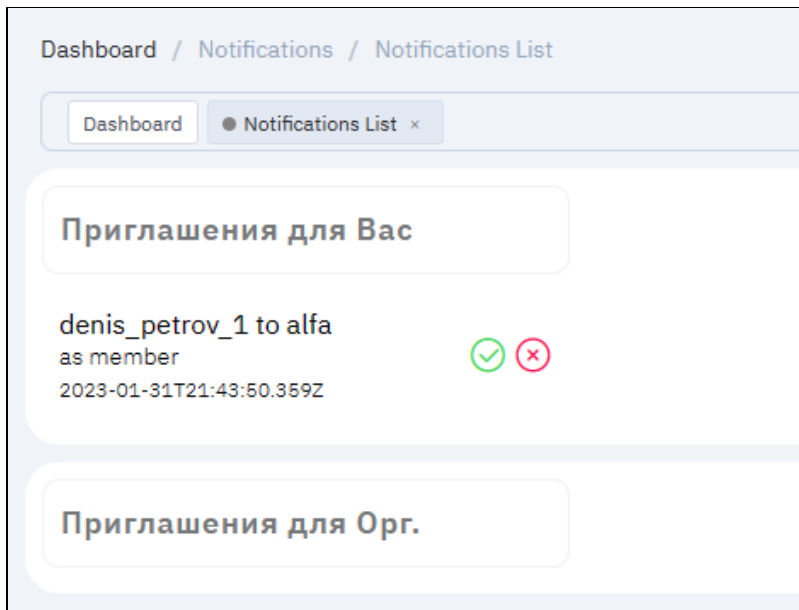 Dashboard / Notifications / Notifications List
Dashboard Notifications List ×
Приглашения для Вас
denis_petrov_1 to alfa
as member
2023-01-31T21:43:50.359Z
Приглашения для Орг.